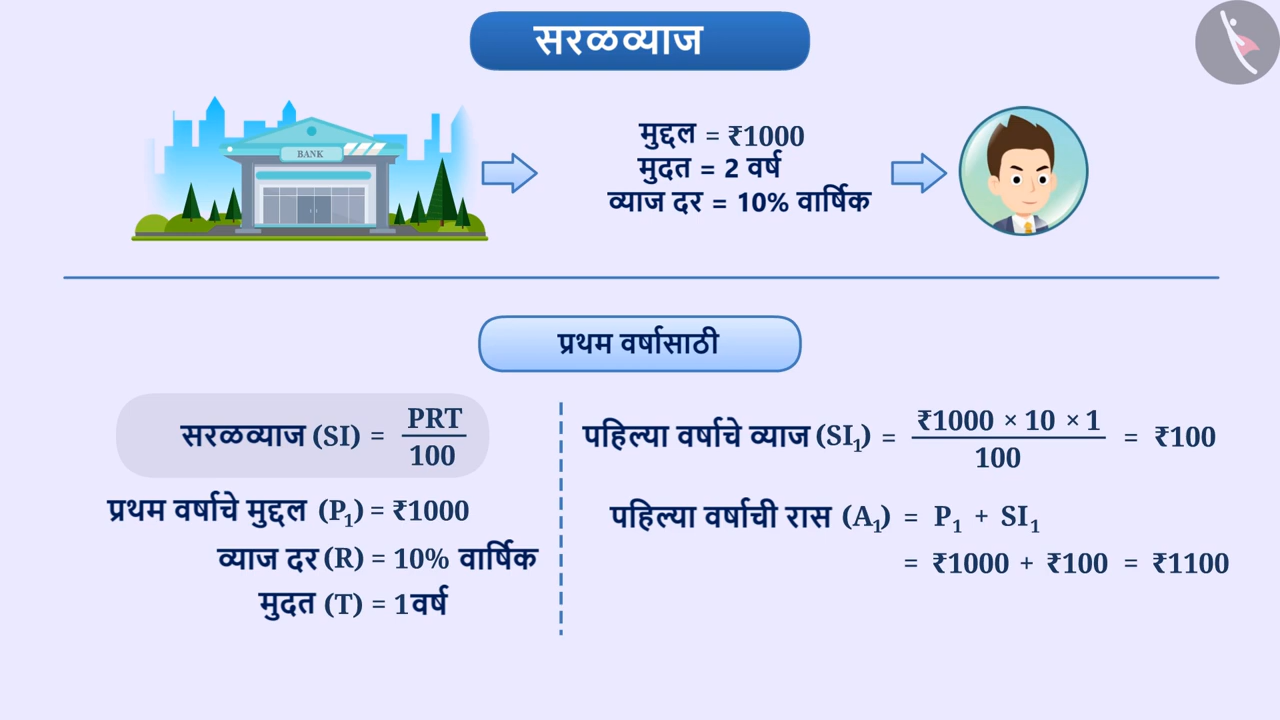 सरळव्याज
BANK
मुद्दल = ₹1000
मुदत = 2 वर्ष
व्याज दर = 10% वार्षिक
प्रथम वर्षासाठी
सरळव्याज (SI) = PRT / 100
प्रथम वर्षाचे मुद्दल (P₁) = ₹1000
व्याज दर (R) = 10% वार्षिक
मुदत (T) = 1 वर्ष
पहिल्या वर्षाचे व्याज (SI₁) = ₹1000 × 10 × 1 / 100 = ₹100
पहिल्या वर्षाची रास (A₁) = P₁ + SI₁
= ₹1000 + ₹100 = ₹1100